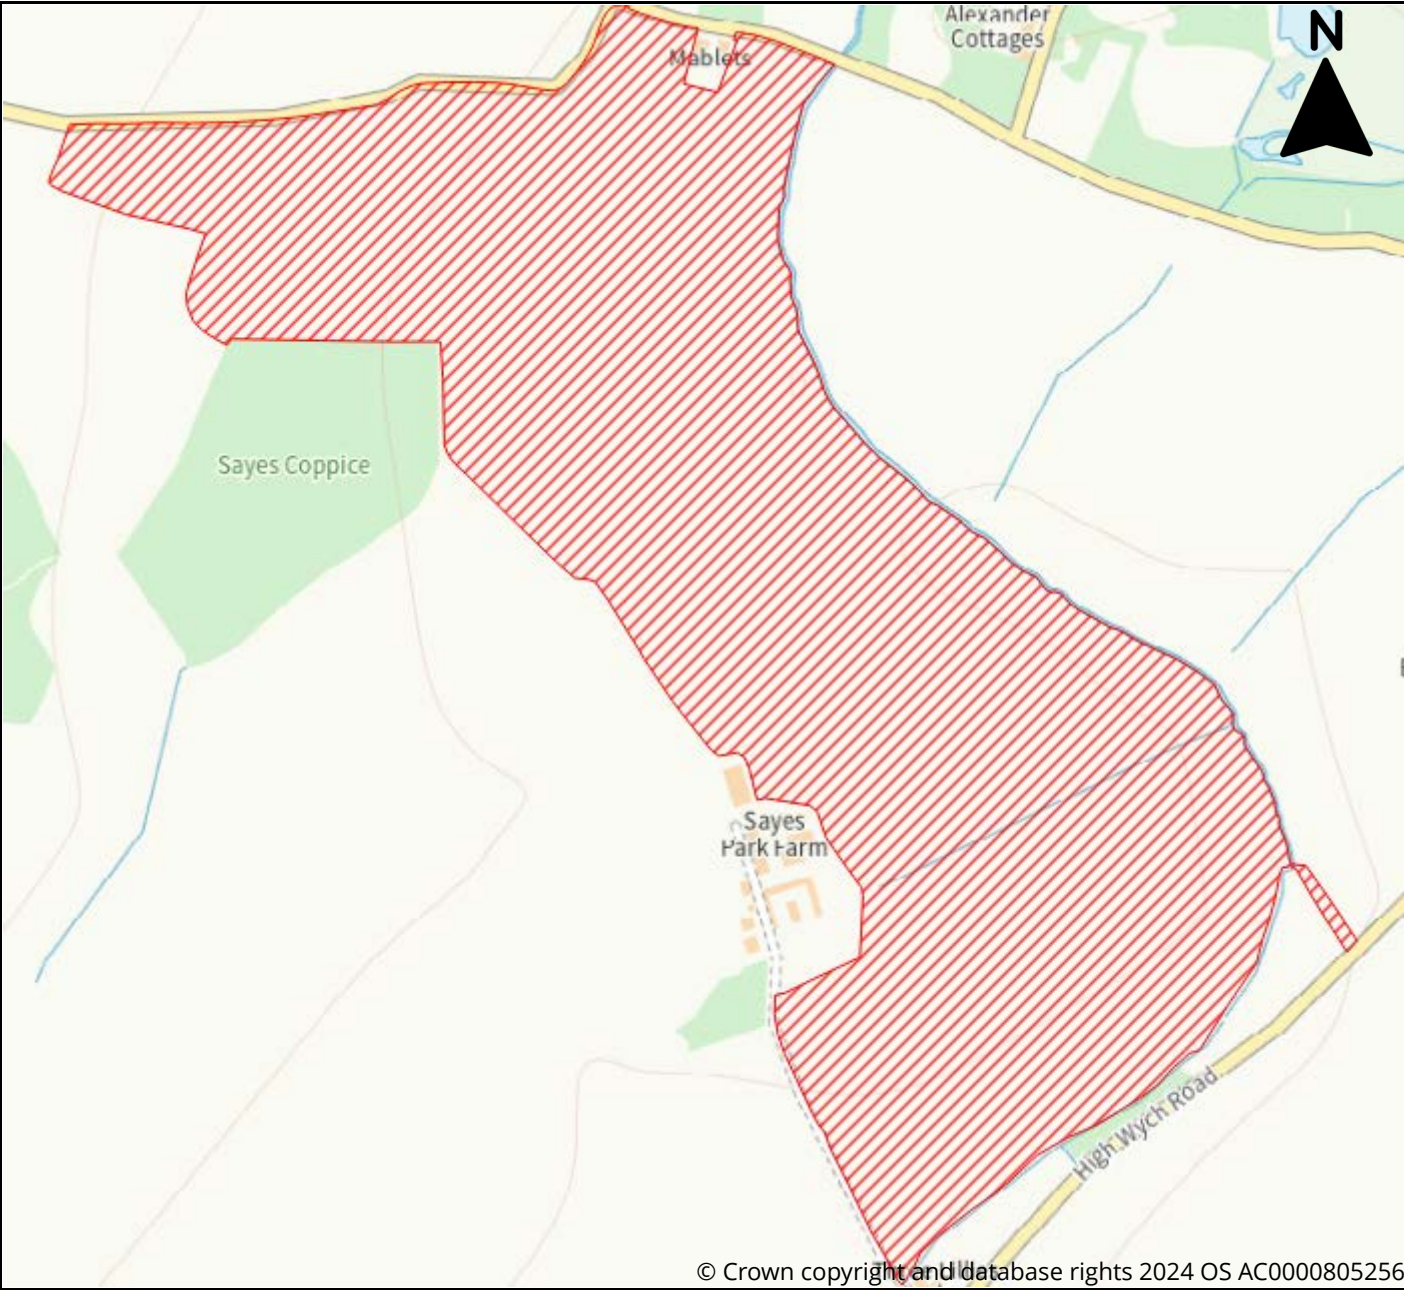 Alexander
Cottages
N
Mablets
Sayes Coppice
Sayes
Park Farm
High Wych Road
© Crown copyright and database rights 2024 OS AC0000805256